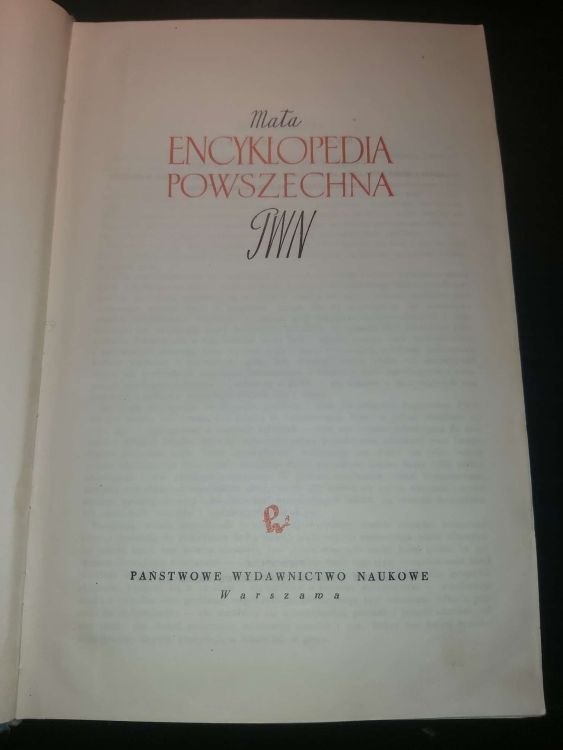 Mała
ENCYKLOPEDIA
POWSZECHNA
PWN
PAŃSTWOWE WYDAWNICTWO NAUKOWE
Warszawa